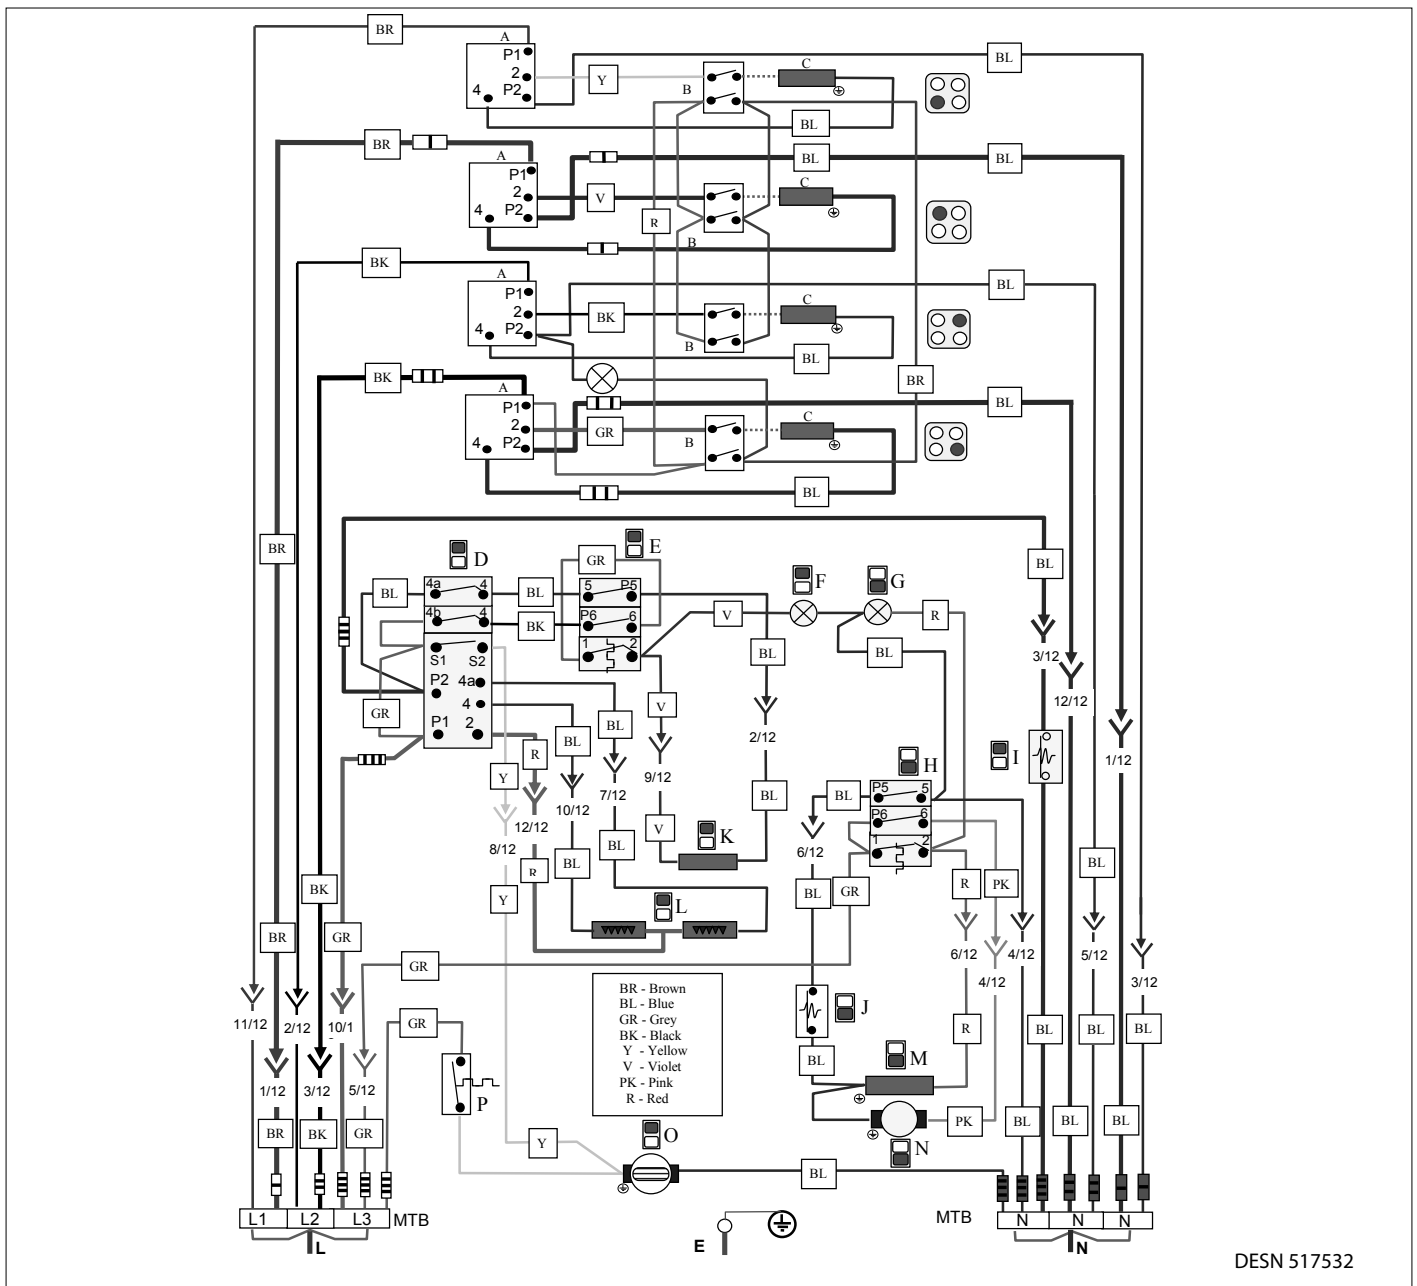 BR
A
P1
2
P2
4
Y
B
C
BL
BL
BR
A
P1
2
P2
4
V
B
C
BL
BL
R
BK
A
P1
2
P2
4
BK
B
C
BL
BL
BR
BK
A
P1
2
P2
4
GR
B
C
BL
BL
BR
BL
D
E
GR
F
G
BL
4a 4
BL
5 P5
4b 4
BK
P6 6
1 2
V
R
S1 S2
BL
BL
P2 4a
4
GR
P1 2
V
3/12
12/12
BL
BL
R
Y
2/12
1/12
H
I
9/12
7/12
10/12
12/12
8/12
BL
BL
P5 5
P6 6
1 2
V
K
6/12
BL
BL
R
BL
BK
Y
BL
GR
R
PK
L
BR
GR
GR
6/12
4/12
4/12
5/12
3/12
BR - Brown
BL - Blue
GR - Grey
BK - Black
Y - Yellow
V - Violet
PK - Pink
R - Red
J
11/12
2/12
10/1
GR
R
BL
BL
BL
BL
M
1/12
3/12
5/12
P
BR
BK
GR
Y
O
N
PK
BL
BL
BL
BL
BL
L1 L2 L3 MTB
MTB N N N
L
E
N
DESN 517532